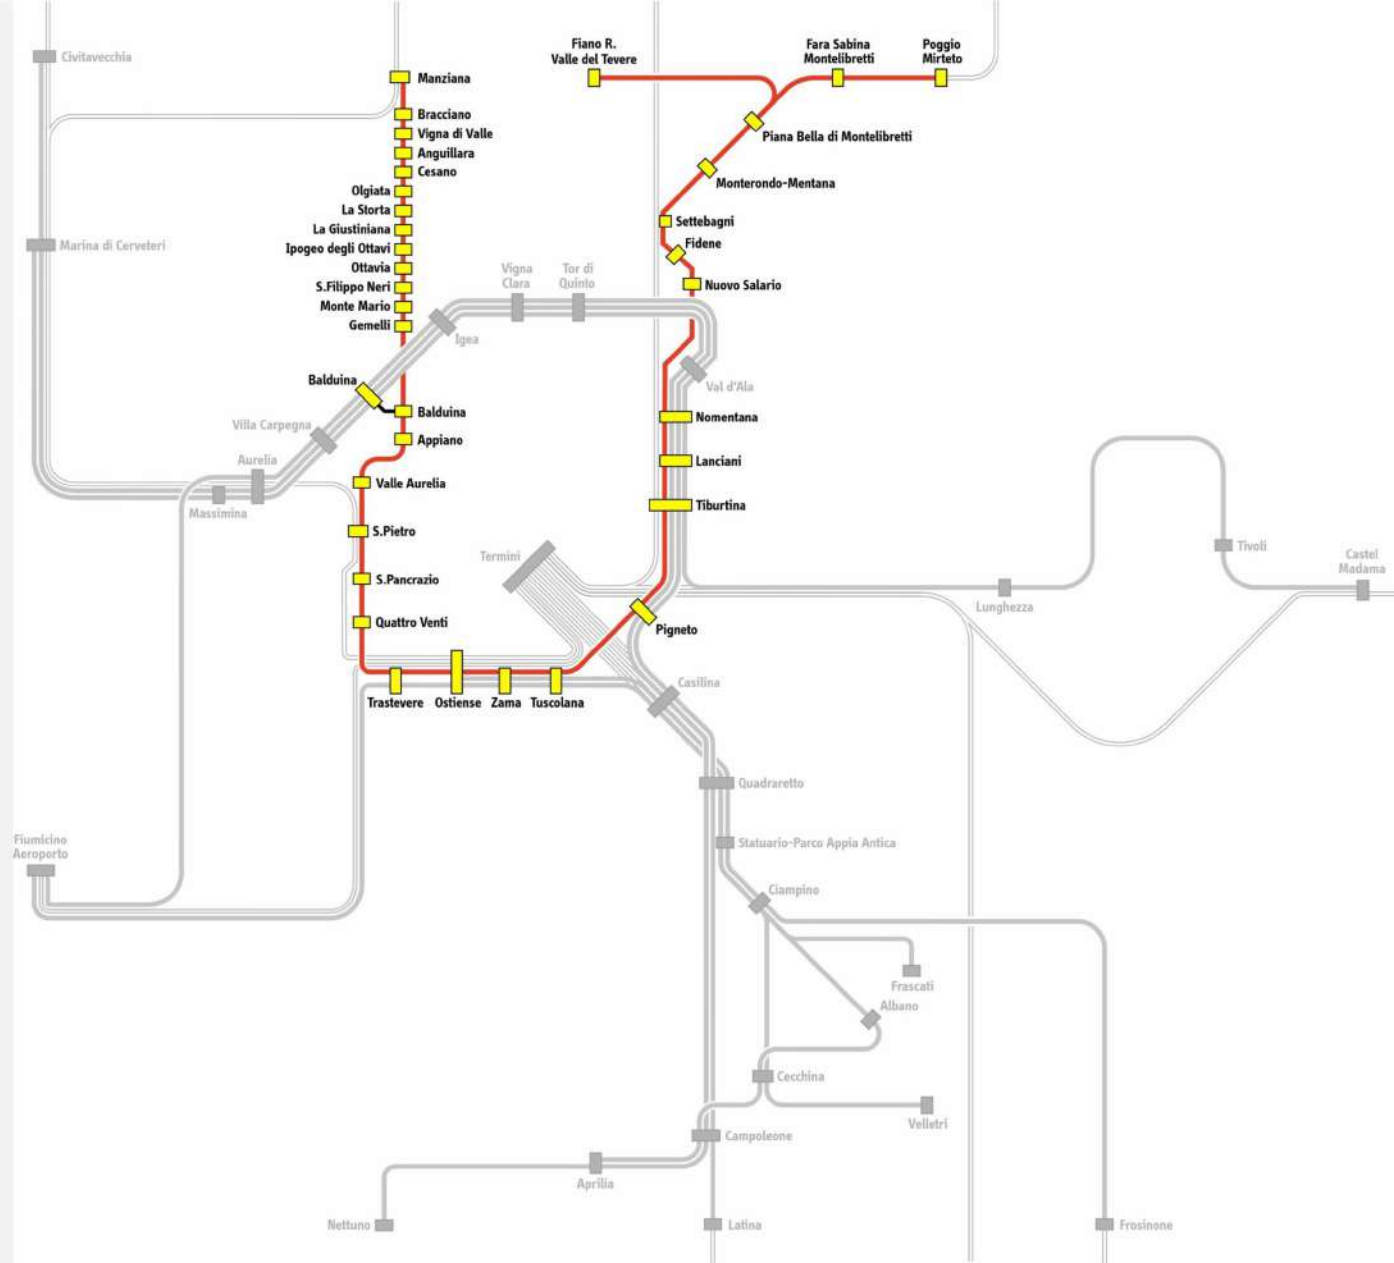 Fiano R.
Valle del Tevere
Fara Sabina
Montelibretti
Poggio
Mirteto
Civitavecchia
Manziana
Bracciano
Vigna di Valle
Anguillara
Cesano
Olgiata
La Storta
La Giustiniana
Ipogeo degli Ottavi
Ottavia
S.Filippo Neri
Monte Mario
Gemelli
Piana Bella di Montelibretti
Monterondo-Mentana
Settebagni
Fidene
Nuovo Salario
Marina di Cerveteri
Vigna
Clara
Tor di
Quinto
Igea
Val d'Ala
Balduina
Balduina
Appiano
Villa Carpegna
Aurelia
Massimina
Valle Aurelia
S.Pietro
S.Pancrazio
Quattro Venti
Nomentana
Lanciani
Tiburtina
Termini
Pigneto
Tivoli
Castel
Madama
Lunghezza
Trastevere
Ostiense
Zama
Tuscolana
Casilina
Quadraretto
Statuario-Parco Appia Antica
Fiumicino
Aeroporto
Ciampino
Frascati
Albano
Cecchina
Velletri
Campoleone
Aprilia
Nettuno
Latina
Frosinone